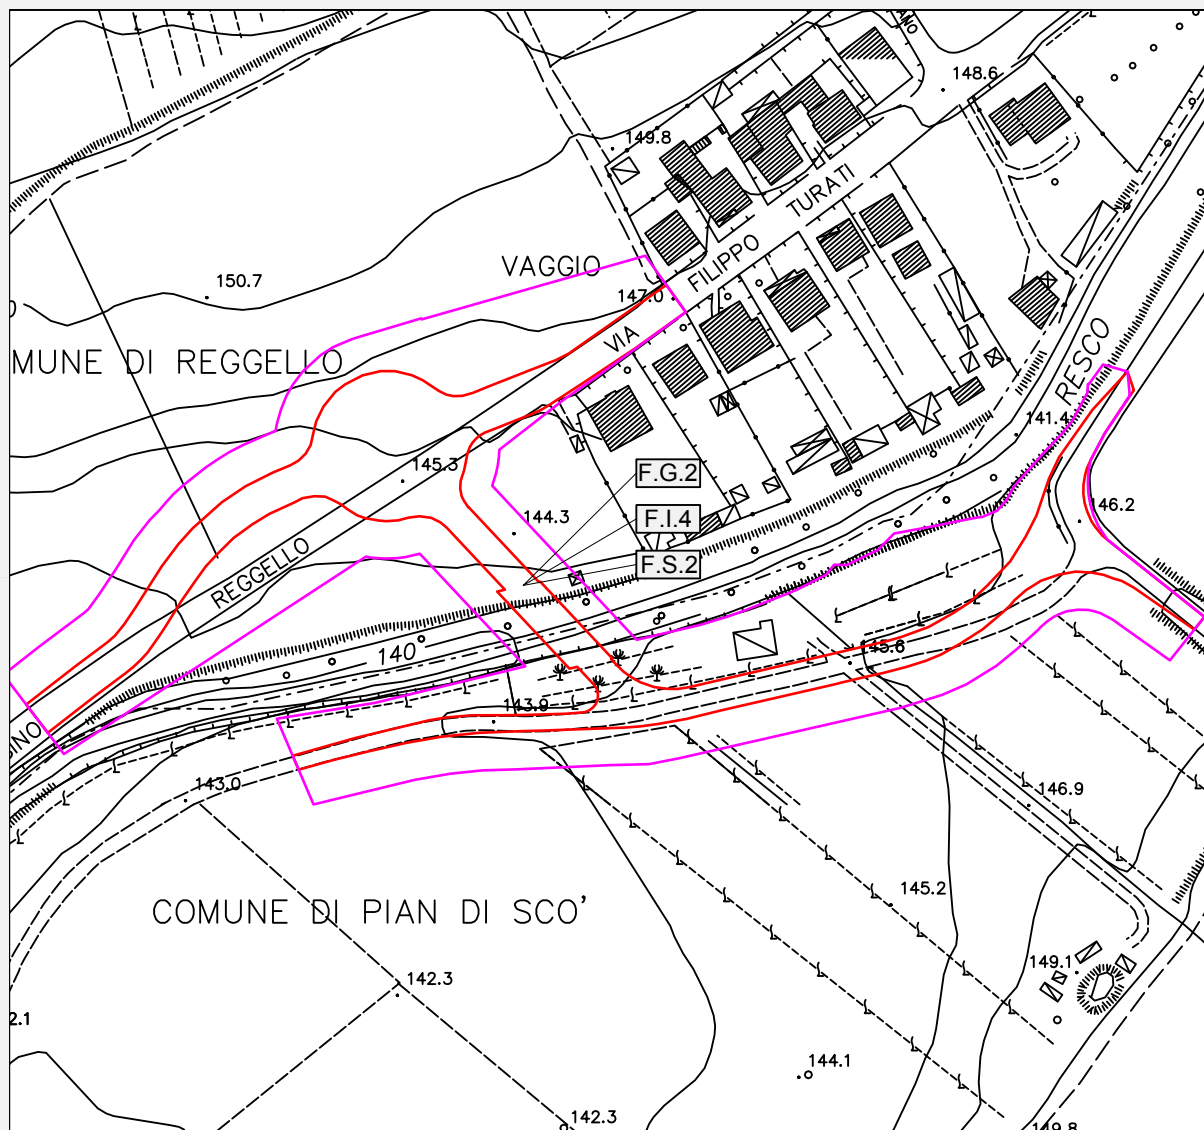 148.6
149.8
TURATI
FILIPPO
VAGGIO
150.7
147.0
VIA
MUNE DI REGGELLO
RESCO
141.4
145.3
F.G.2
146.2
144.3
F.I.4
REGGELLO
F.S.2
140
145.6
143.9
143.0
146.9
145.2
COMUNE DI PIAN DI SCO'
149.1
142.3
2.1
144.1
142.3
149.8